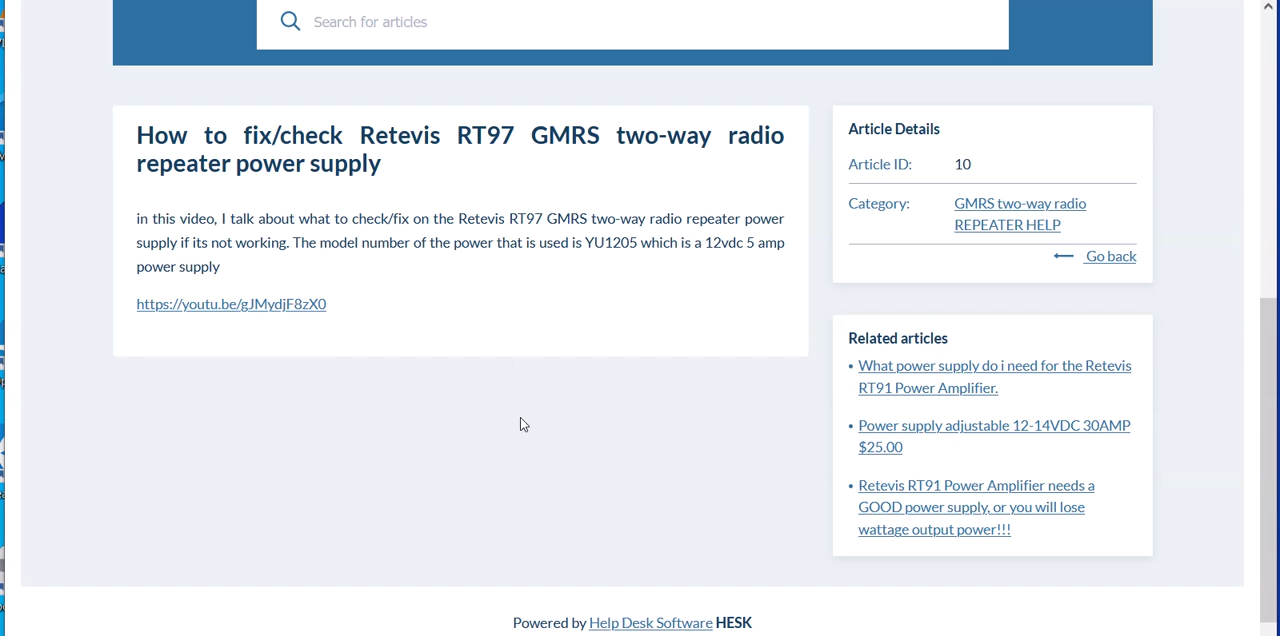 Search for articles
How to fix/check Retevis RT97 GMRS two-way radio
repeater power supply
in this video, I talk about what to check/fix on the Retevis RT97 GMRS two-way radio repeater power
supply if its not working. The model number of the power that is used is YU1205 which is a 12vdc 5 amp
power supply
https://youtu.be/gJMydjF8zX0
Article Details
Article ID: 10
Category: GMRS two-way radio
REPEATER HELP
Go back
Related articles
• What power supply do i need for the Retevis
RT91 Power Amplifier.
• Power supply adjustable 12-14VDC 30AMP
$25.00
• Retevis RT91 Power Amplifier needs a
GOOD power supply, or you will lose
wattage output power!!!
Powered by Help Desk Software HESK